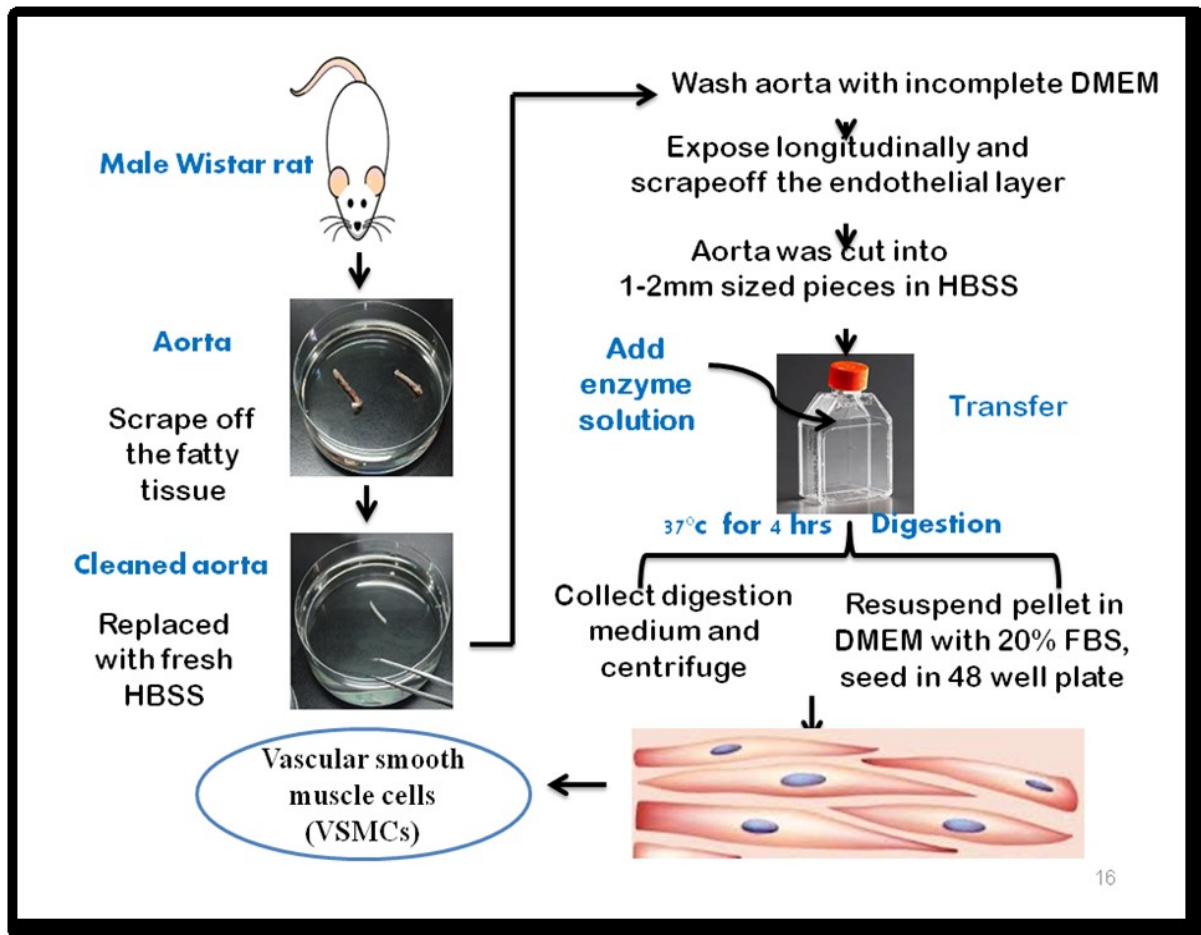 Male Wistar rat
Aorta
Scrape off
the fatty
tissue
Cleaned aorta
Replaced
with fresh
HBSS
Wash aorta with incomplete DMEM
Expose longitudinally and
scrapeoff the endothelial layer
Aorta was cut into
1-2mm sized pieces in HBSS
Add
enzyme
solution
Transfer
37°c for 4 hrs Digestion
Collect digestion
medium and
centrifuge
Resuspend pellet in
DMEM with 20% FBS,
seed in 48 well plate
Vascular smooth
muscle cells
(VSMCs)
16